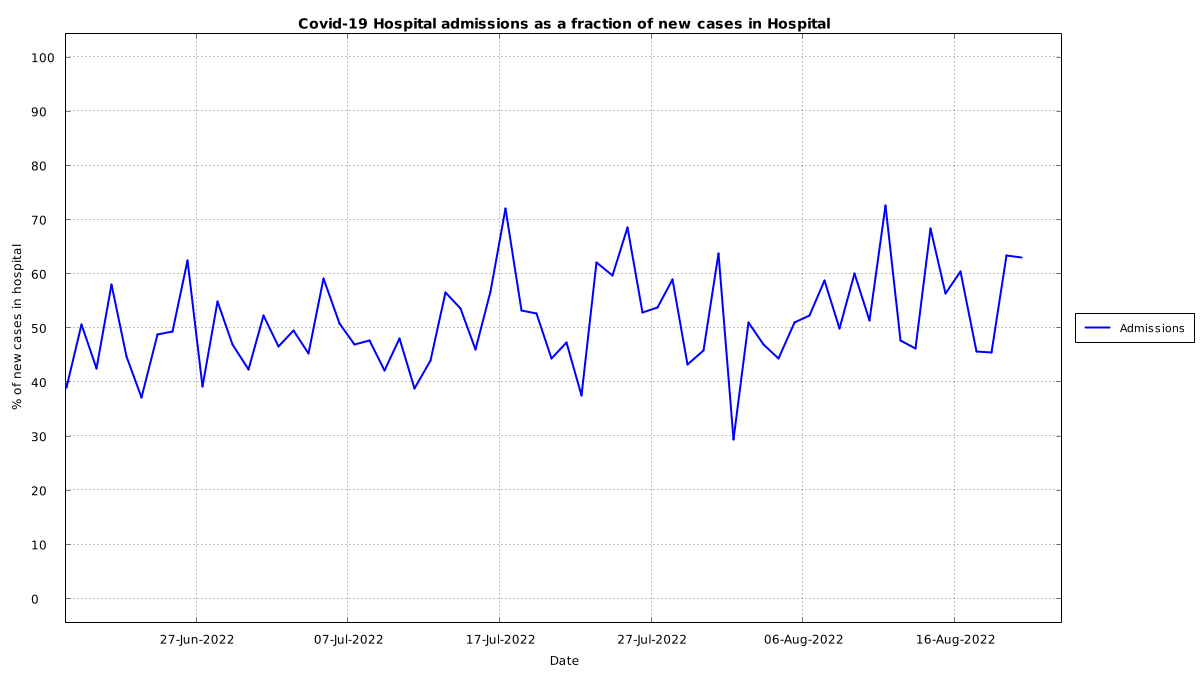 Covid-19 Hospital admissions as a fraction of new cases in Hospital
100
90
80
70
60
50
40
30
20
10
0
% of new cases in hospital
27-Jun-2022
07-Jul-2022
17-Jul-2022
27-Jul-2022
06-Aug-2022
16-Aug-2022
Date
Admissions